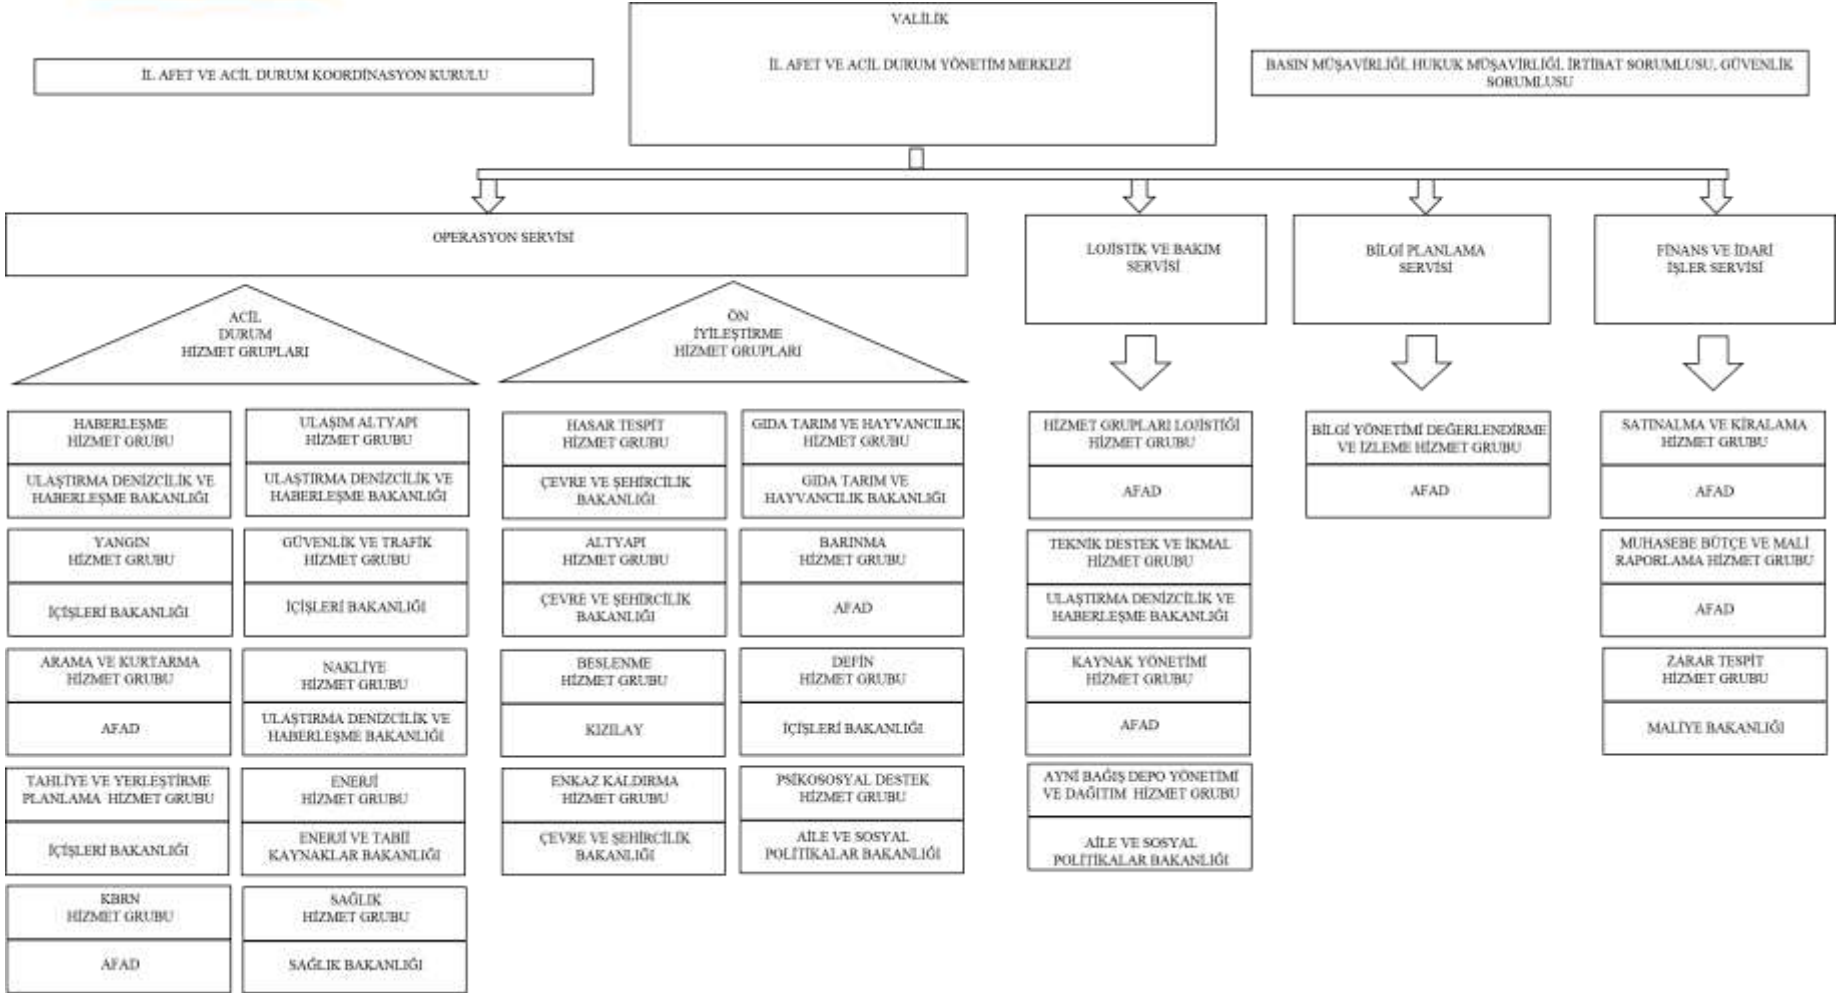 VALİLİK
İL AFET VE ACİL DURUM YÖNETİM MERKEZİ
İL AFET VE ACİL DURUM KOORDİNASYON KURULU
BASIN MÜŞAVİRLİĞİ, HUKUK MÜŞAVİRLİĞİ, İRTİBAT SORUMLUSU, GÜVENLİK
SORUMLUSU
OPERASYON SERVİSİ
LOJİSTİK VE BAKIM
SERVİSİ
BİLGİ PLANLAMA
SERVİSİ
FİNANS VE İDARİ
İŞLER SERVİSİ
ACİL
DURUM
HİZMET GRUPLARI
ÖN
İYİLEŞTİRME
HİZMET GRUPLARI
HABERLEŞME
HİZMET GRUBU
ULAŞTIRMA DENİZCİLİK VE
HABERLEŞME BAKANLIĞI
ULAŞIM ALTYAPI
HİZMET GRUBU
ULAŞTIRMA DENİZCİLİK VE
HABERLEŞME BAKANLIĞI
HASAR TESPİT
HİZMET GRUBU
ÇEVRE VE ŞEHİRCİLİK
BAKANLIĞI
GIDA TARIM VE HAYVANCILIK
HİZMET GRUBU
GIDA TARIM VE
HAYVANCILIK BAKANLIĞI
HİZMET GRUPLARI LOJİSTİĞİ
HİZMET GRUBU
AFAD
BİLGİ YÖNETİMİ DEĞERLENDİRME
VE İZLEME HİZMET GRUBU
AFAD
SATINALMA VE KİRALAMA
HİZMET GRUBU
AFAD
YANGIN
HİZMET GRUBU
İÇİŞLERİ BAKANLIĞI
GÜVENLİK VE TRAFİK
HİZMET GRUBU
İÇİŞLERİ BAKANLIĞI
ALTYAPI
HİZMET GRUBU
ÇEVRE VE ŞEHİRCİLİK
BAKANLIĞI
BARINMA
HİZMET GRUBU
AFAD
TEKNİK DESTEK VE İKMAL
HİZMET GRUBU
ULAŞTIRMA DENİZCİLİK VE
HABERLEŞME BAKANLIĞI
MUHASEBE BÜTÇE VE MALİ
RAPORLAMA HİZMET GRUBU
AFAD
ARAMA VE KURTARMA
HİZMET GRUBU
AFAD
NAKLİYE
HİZMET GRUBU
ULAŞTIRMA DENİZCİLİK VE
HABERLEŞME BAKANLIĞI
BESLENME
HİZMET GRUBU
KIZILAY
DEFİN
HİZMET GRUBU
İÇİŞLERİ BAKANLIĞI
KAYNAK YÖNETİMİ
HİZMET GRUBU
AFAD
ZARAR TESPİT
HİZMET GRUBU
MALİYE BAKANLIĞI
TAHLİYE VE YERLEŞTİRME
PLANLAMA HİZMET GRUBU
İÇİŞLERİ BAKANLIĞI
ENERJİ
HİZMET GRUBU
ENERJİ VE TABİİ
KAYNAKLAR BAKANLIĞI
ENKAZ KALDIRMA
HİZMET GRUBU
ÇEVRE VE ŞEHİRCİLİK
BAKANLIĞI
PSİKOSOSYAL DESTEK
HİZMET GRUBU
AİLE VE SOSYAL
POLİTİKALAR BAKANLIĞI
AYNİ BAĞIŞ DEPO YÖNETİMİ
VE DAĞITIM HİZMET GRUBU
AİLE VE SOSYAL
POLİTİKALAR BAKANLIĞI
KBRN
HİZMET GRUBU
AFAD
SAĞLIK
HİZMET GRUBU
SAĞLIK BAKANLIĞI